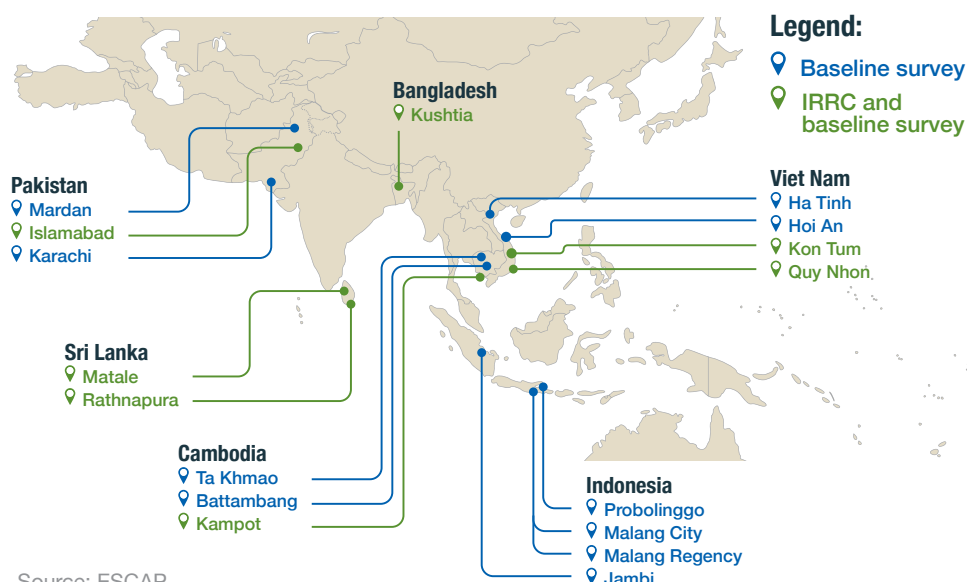 Legend:
Baseline survey
IRRC and
baseline survey
Bangladesh
Kushtia
Pakistan
Mardan
Islamabad
Karachi
Viet Nam
Ha Tinh
Hoi An
Kon Tum
Quy Nhon
Sri Lanka
Matale
Rathnapura
Cambodia
Ta Khmao
Battambang
Kampot
Indonesia
Probolinggo
Malang City
Malang Regency
Jambi
Source: ESCAP